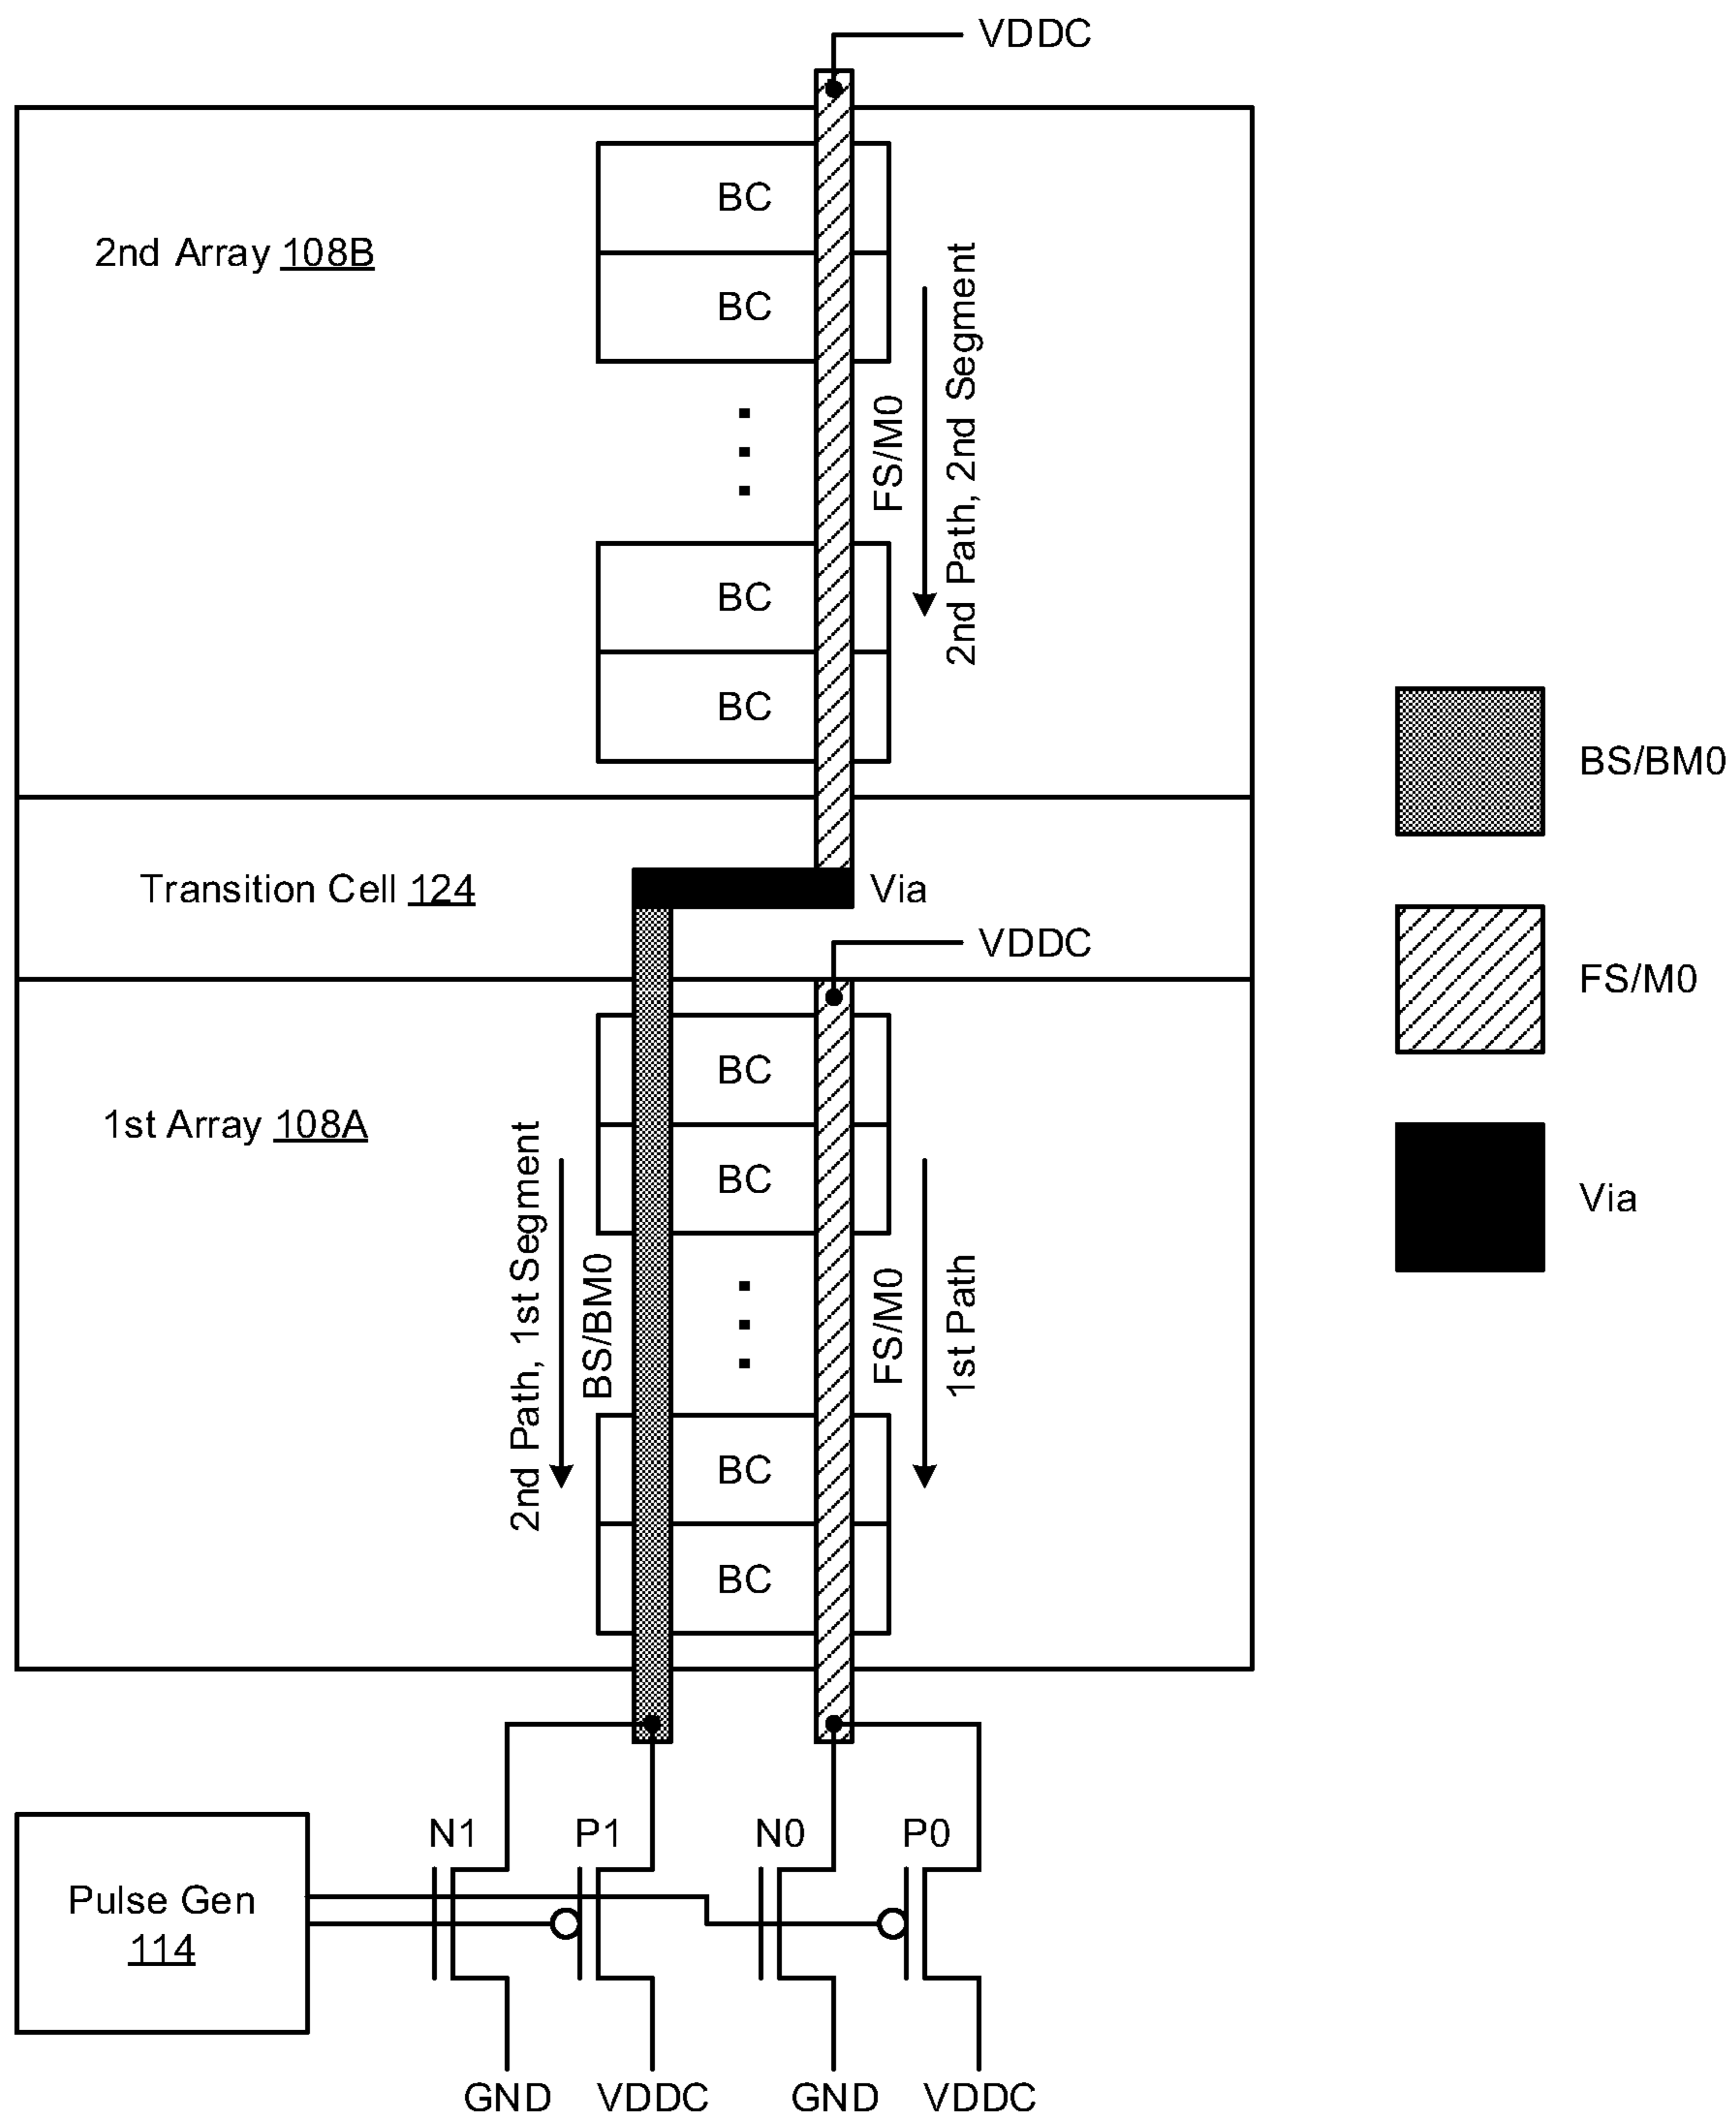 VDDC
BC
2nd Array 108B
BC
FS/M0
2nd Path, 2nd Segment
BC
BC
BS/BM0
Transition Cell 124
Via
VDDC
FS/M0
BC
1st Array 108A
BC
Via
2nd Path, 1st Segment
BS/BM0
FS/M0
1st Path
BC
BC
N1
P1
N0
P0
Pulse Gen
114
GND
VDDC
GND
VDDC